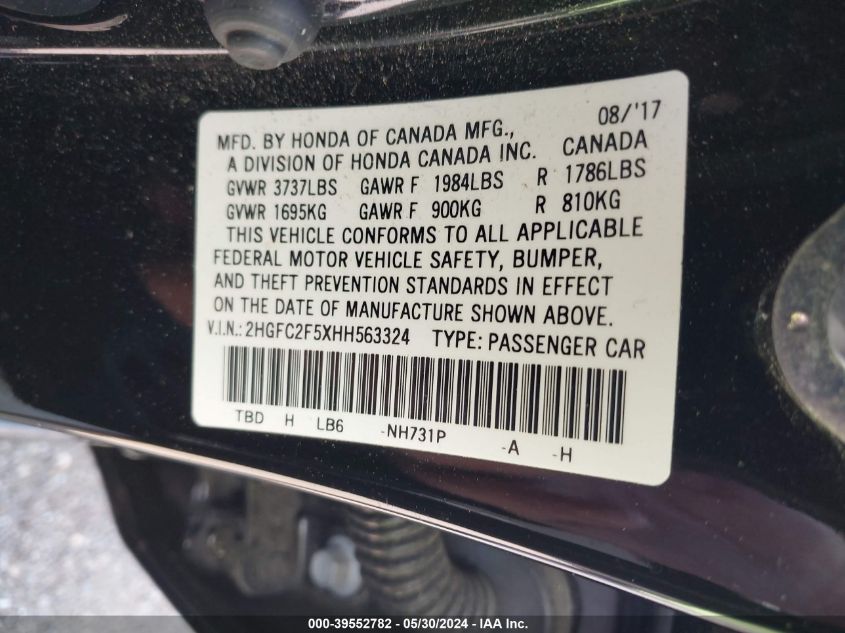 08/'17
MFD. BY HONDA OF CANADA MFG.,
A DIVISION OF HONDA CANADA INC. CANADA
GVWR 3737LBS GAWR F 1984LBS R 1786LBS
GVWR 1695KG GAWR F 900KG R 810KG
THIS VEHICLE CONFORMS TO ALL APPLICABLE
FEDERAL MOTOR VEHICLE SAFETY, BUMPER,
AND THEFT PREVENTION STANDARDS IN EFFECT
ON THE DATE OF MANUFACTURE SHOWN ABOVE.
V.I.N.: 2HGFC2F5XHH563324 TYPE: PASSENGER CAR
TBD H LB6 -NH731P -A -H
000-39552782 - 05/30/2024 - IAA Inc.